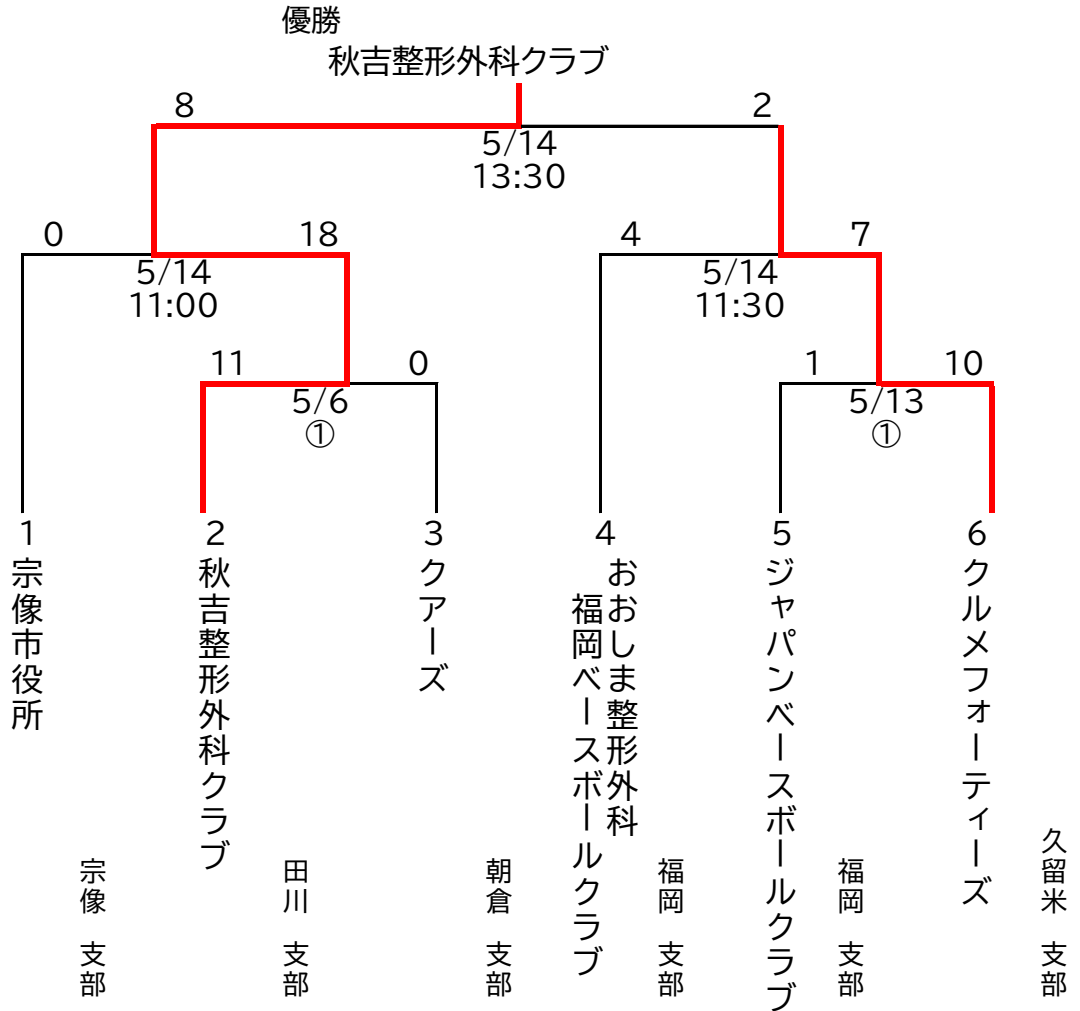 優勝
秋吉整形外科クラブ
8
2
5/14
13:30
0
18
4
7
5/14
11:00
5/14
11:30
11
0
1
10
5/6
①
5/13
①
1
2
3
4
5
6
宗像市役所
秋吉整形外科クラブ
クアーズ
おおしま整形外科
福岡ベースボールクラブ
ジャパンベースボールクラブ
クルメフォーティーズ
宗像 支部
田川 支部
朝倉 支部
福岡 支部
福岡 支部
久留米 支部